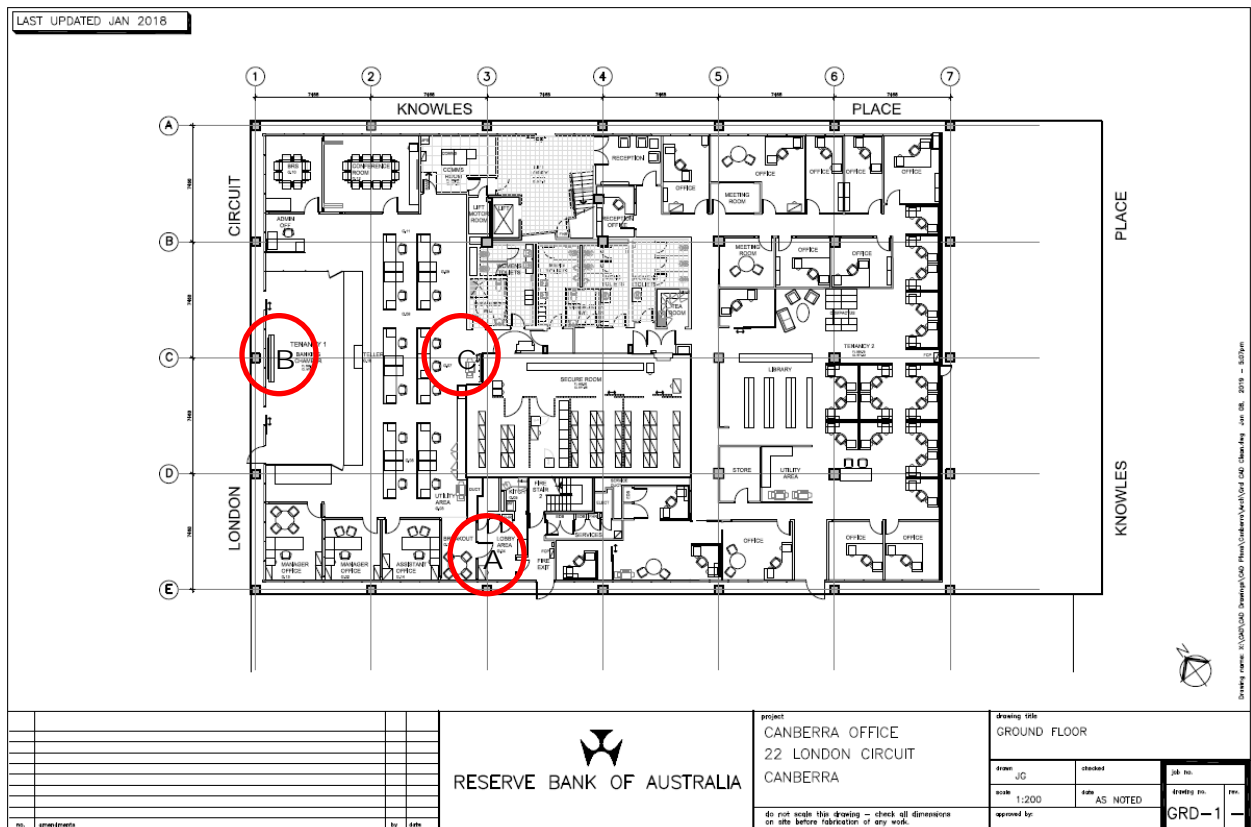 LAST UPDATED JAN 2018
1 2 3 4 5 6 7
KNOWLES PLACE
A
BRS
CONFERENCE
ROOM
COMMS
ROOM
LIFT
LOBBY
RECEPTION
OFFICE
OFFICE
OFFICE
OFFICE
OFFICE
MEETING
ROOM
CIRCUIT
PLACE
ADMIN
OFF
LIFT
MOTOR
ROOM
LIFT
RECEPTION
OFFICE
B
MEETING
ROOM
OFFICE
OFFICE
TEA
ROOM
TENANCY 1
BANKING
CHAMBER
TELLER
B
C
C
TENANCY 2
SECURE ROOM
LIBRARY
D
STORE
UTILITY
AREA
UTILITY
AREA
FIRE
STAIR
2
LONDON
KNOWLES
BREAKOUT
LOBBY
AREA
A
SERVICES
FIRE
EXIT
OFFICE
OFFICE
OFFICE
MANAGER
OFFICE
MANAGER
OFFICE
ASSISTANT
OFFICE
E
N
RESERVE BANK OF AUSTRALIA
project
CANBERRA OFFICE
22 LONDON CIRCUIT
CANBERRA
do not scale this drawing – check all dimensions
on site before fabrication of any work.
drawing title
GROUND FLOOR
drawn
JG
checked
scale
1:200
date
AS NOTED
approved by:
job no.
drawing no.
GRD-1
rev.
–
no. amendments by date